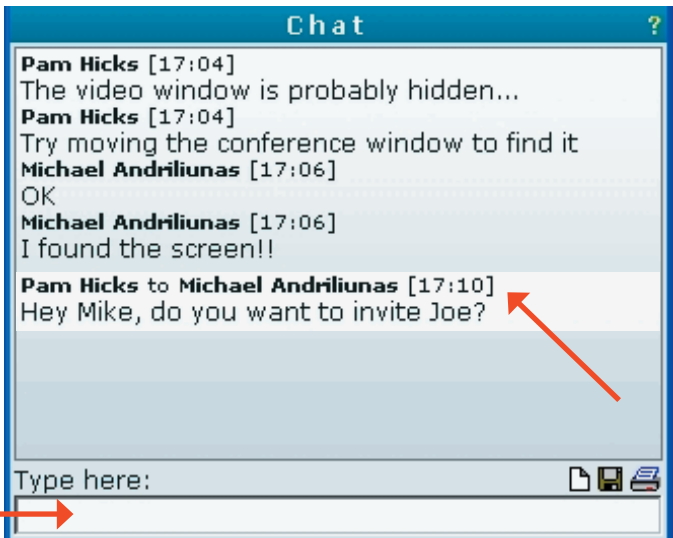 Chat ?
Pam Hicks [17:04]
The video window is probably hidden...
Pam Hicks [17:04]
Try moving the conference window to find it
Michael Andriliunas [17:06]
OK
Michael Andriliunas [17:06]
I found the screen!!
Pam Hicks to Michael Andriliunas [17:10]
Hey Mike, do you want to invite Joe?
Type here: